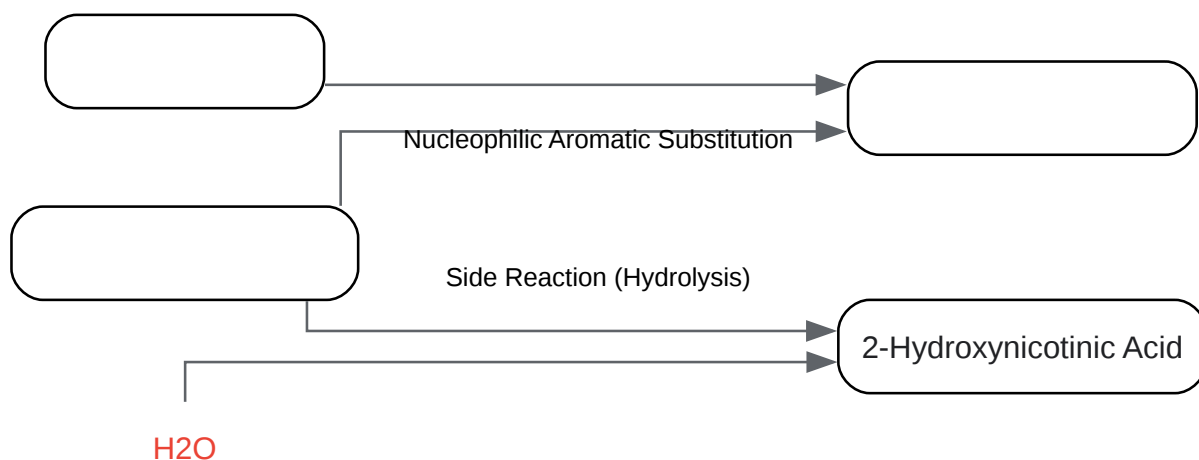 Nucleophilic Aromatic Substitution
Side Reaction (Hydrolysis)
2-Hydroxynicotinic Acid
H2O